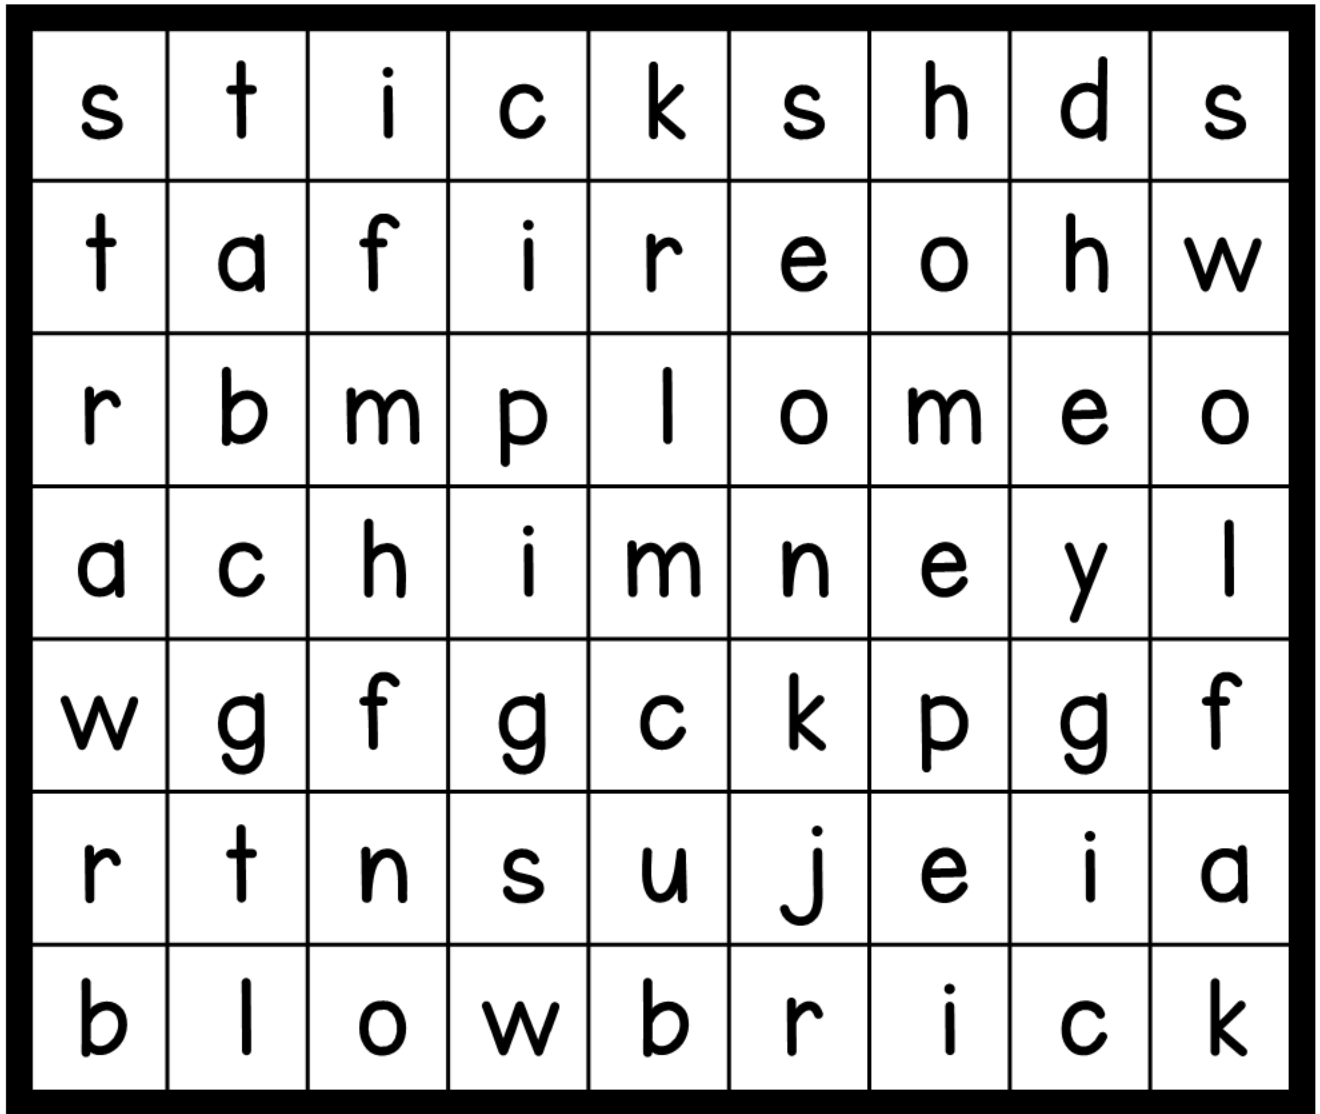 s t i c k s h d s
t a f i r e o h w
r b m p l o m e o
a c h i m n e y l
w g f g c k p g f
r t n s u j e i a
b l o w b r i c k